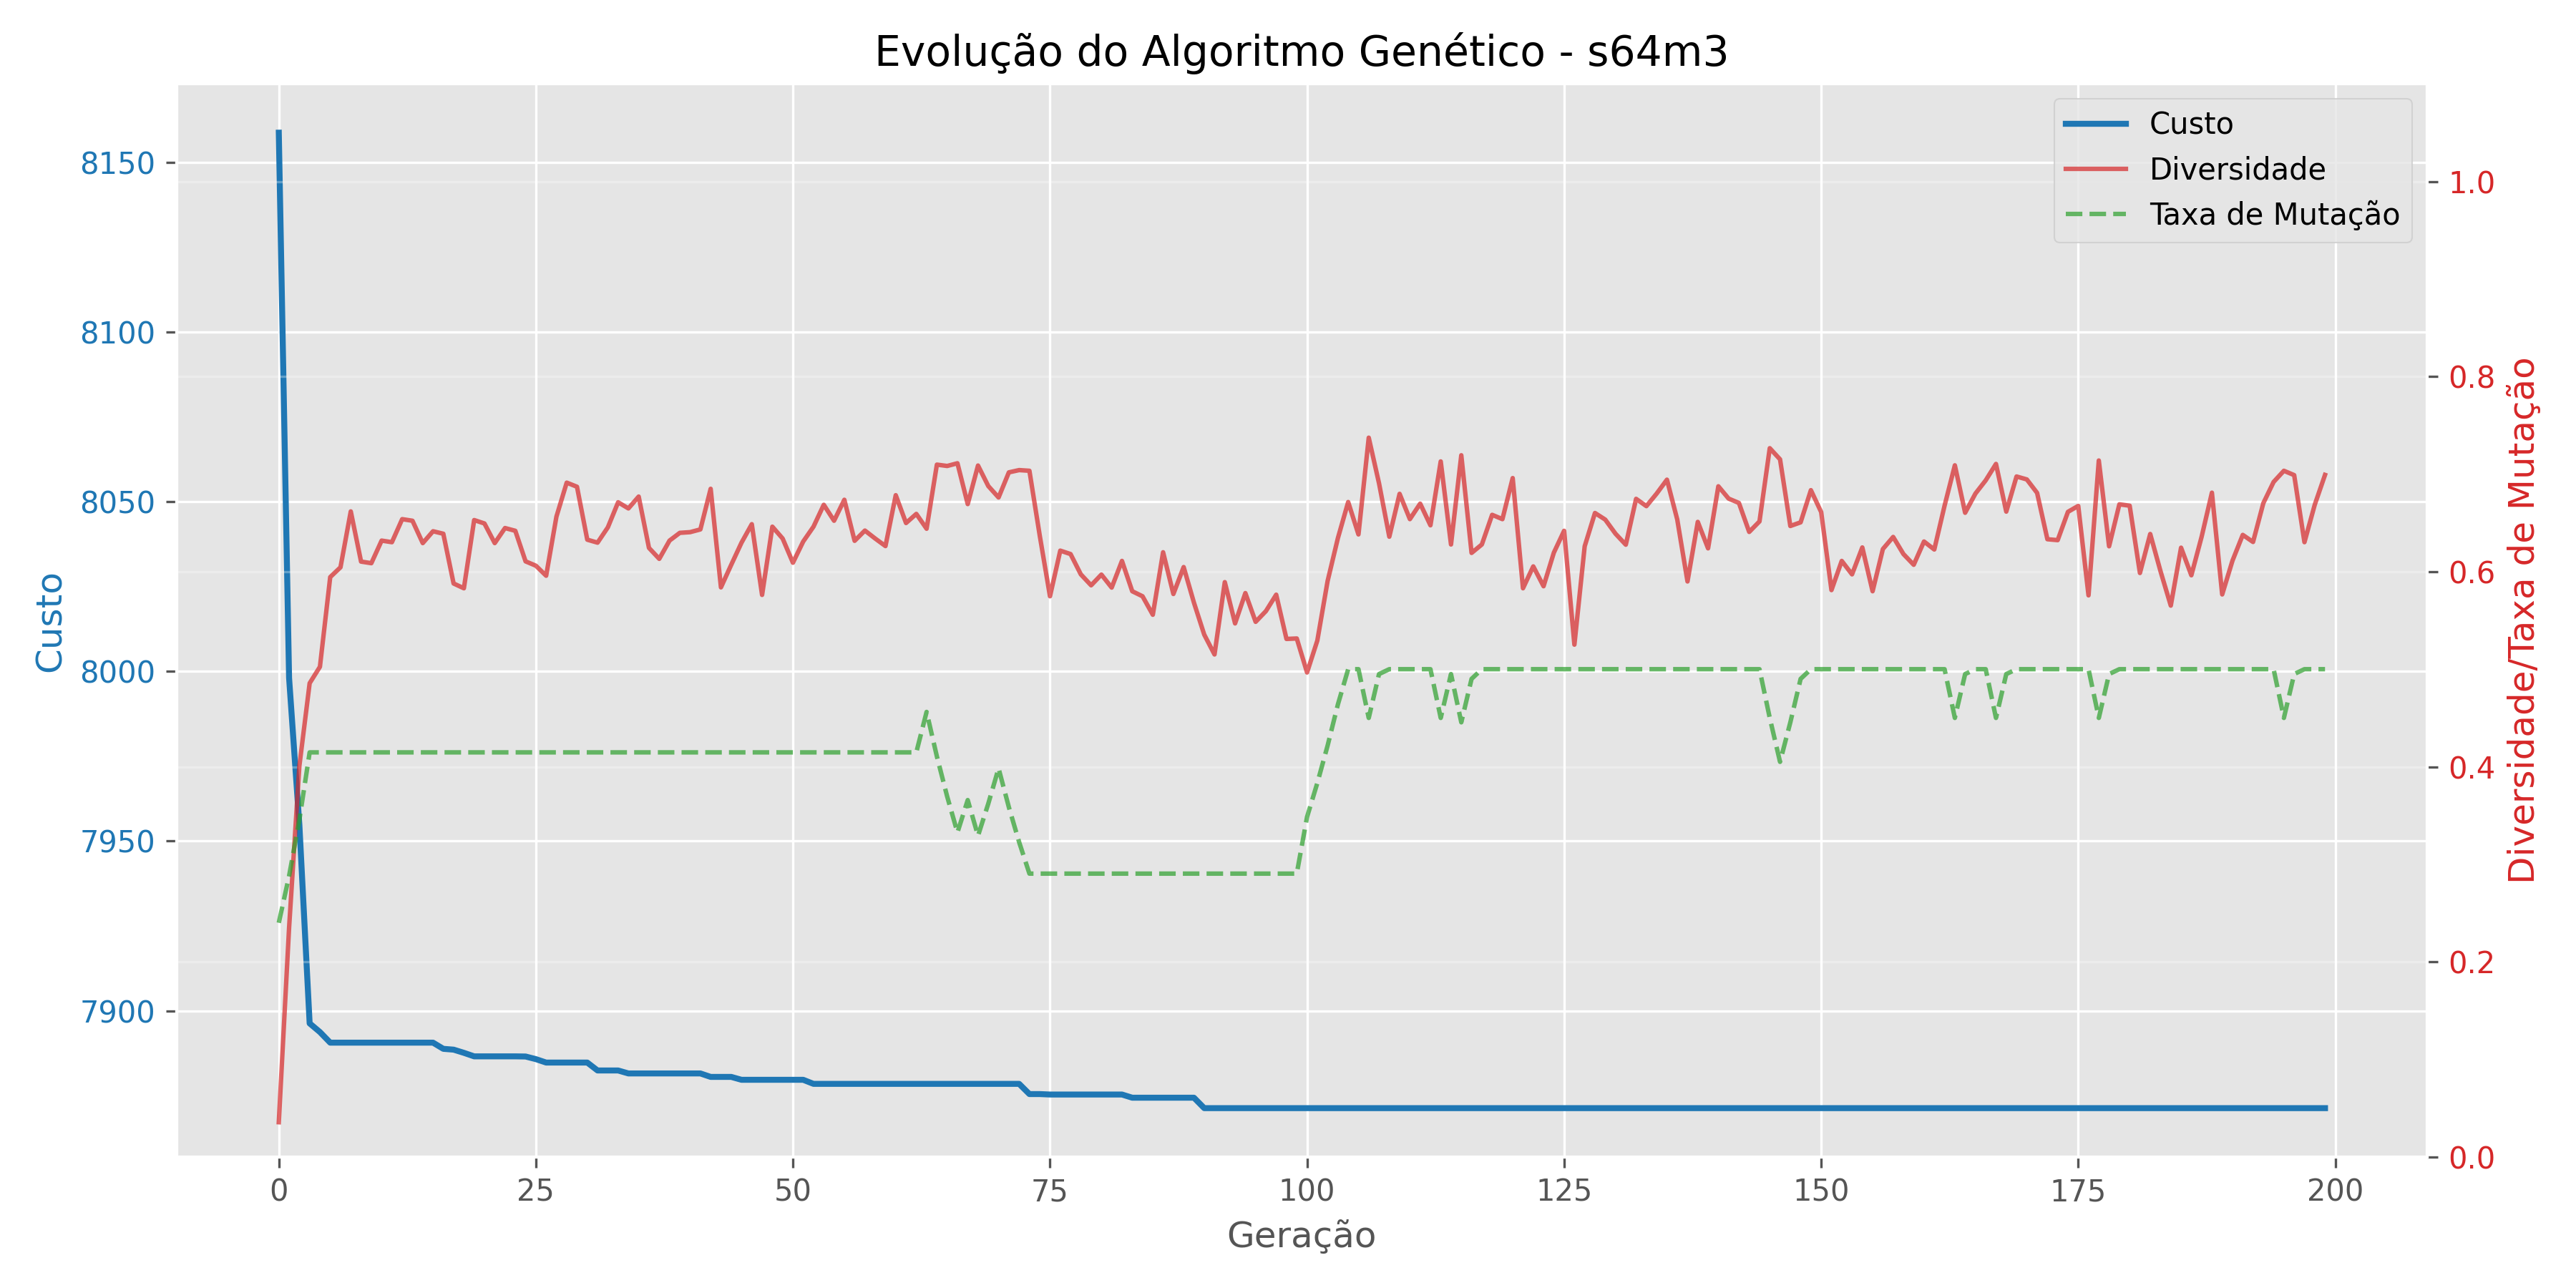 Evolução do Algoritmo Genético - s64m3
Custo
Diversidade
Taxa de Mutação
8150
8100
8050
8000
7950
7900
Custo
1.0
0.8
0.6
0.4
0.2
0.0
Diversidade/Taxa de Mutação
0 25 50 75 100 125 150 175 200
Geração